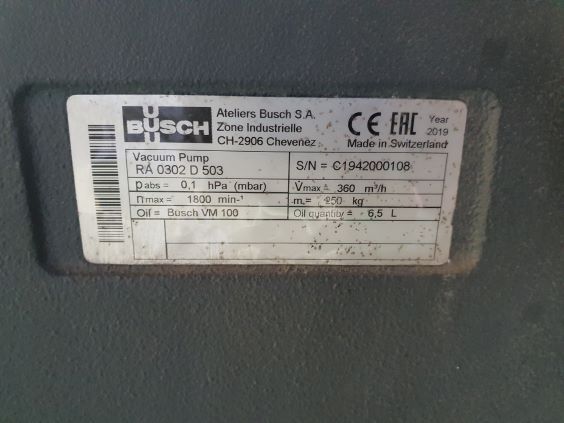 BUSCH
Ateliers Busch S.A.
Zone Industrielle
CH-2906 Chevenez
CE EAC
Year
2019
Made in Switzerland
Vacuum Pump
RA 0302 D 503
S/N = C1942000108
p abs = 0,1 hPa (mbar)
V̇max = 360 m³/h
nmax = 1800 min-¹
m = 250 kg
Oil = Busch VM 100
Oil quantity = 6,5 L